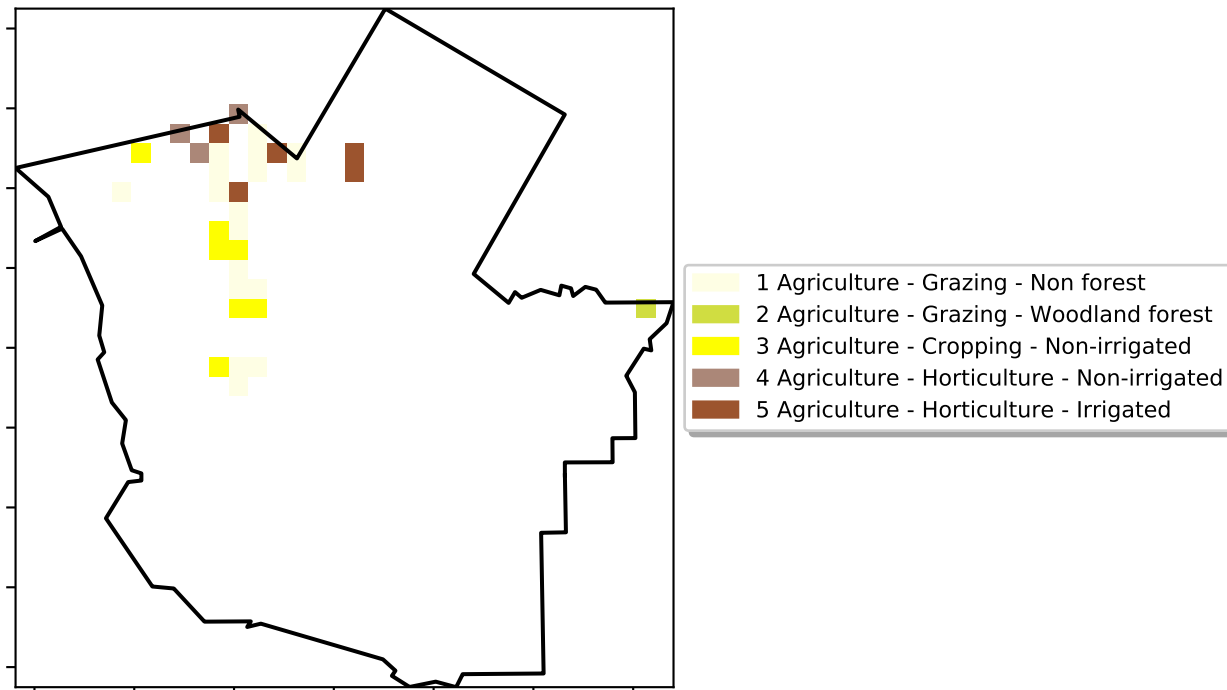 1 Agriculture - Grazing - Non forest
2 Agriculture - Grazing - Woodland forest
3 Agriculture - Cropping - Non-irrigated
4 Agriculture - Horticulture - Non-irrigated
5 Agriculture - Horticulture - Irrigated